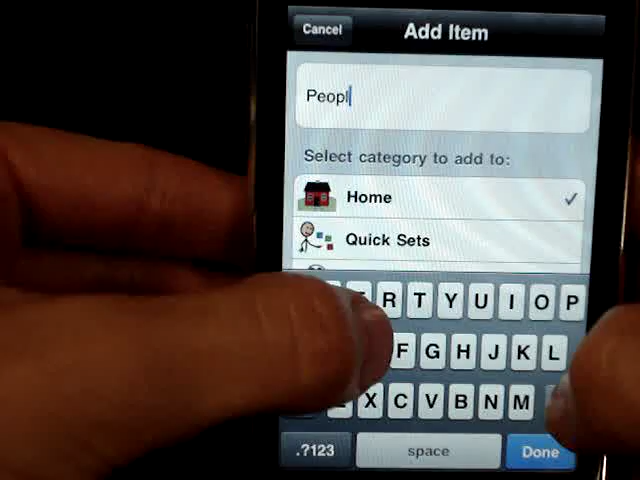 Cancel Add Item
Peopl
Select category to add to:
Home
Quick Sets
R T Y U I O P
F G H J K L
X C V B N M
.?123 space Done